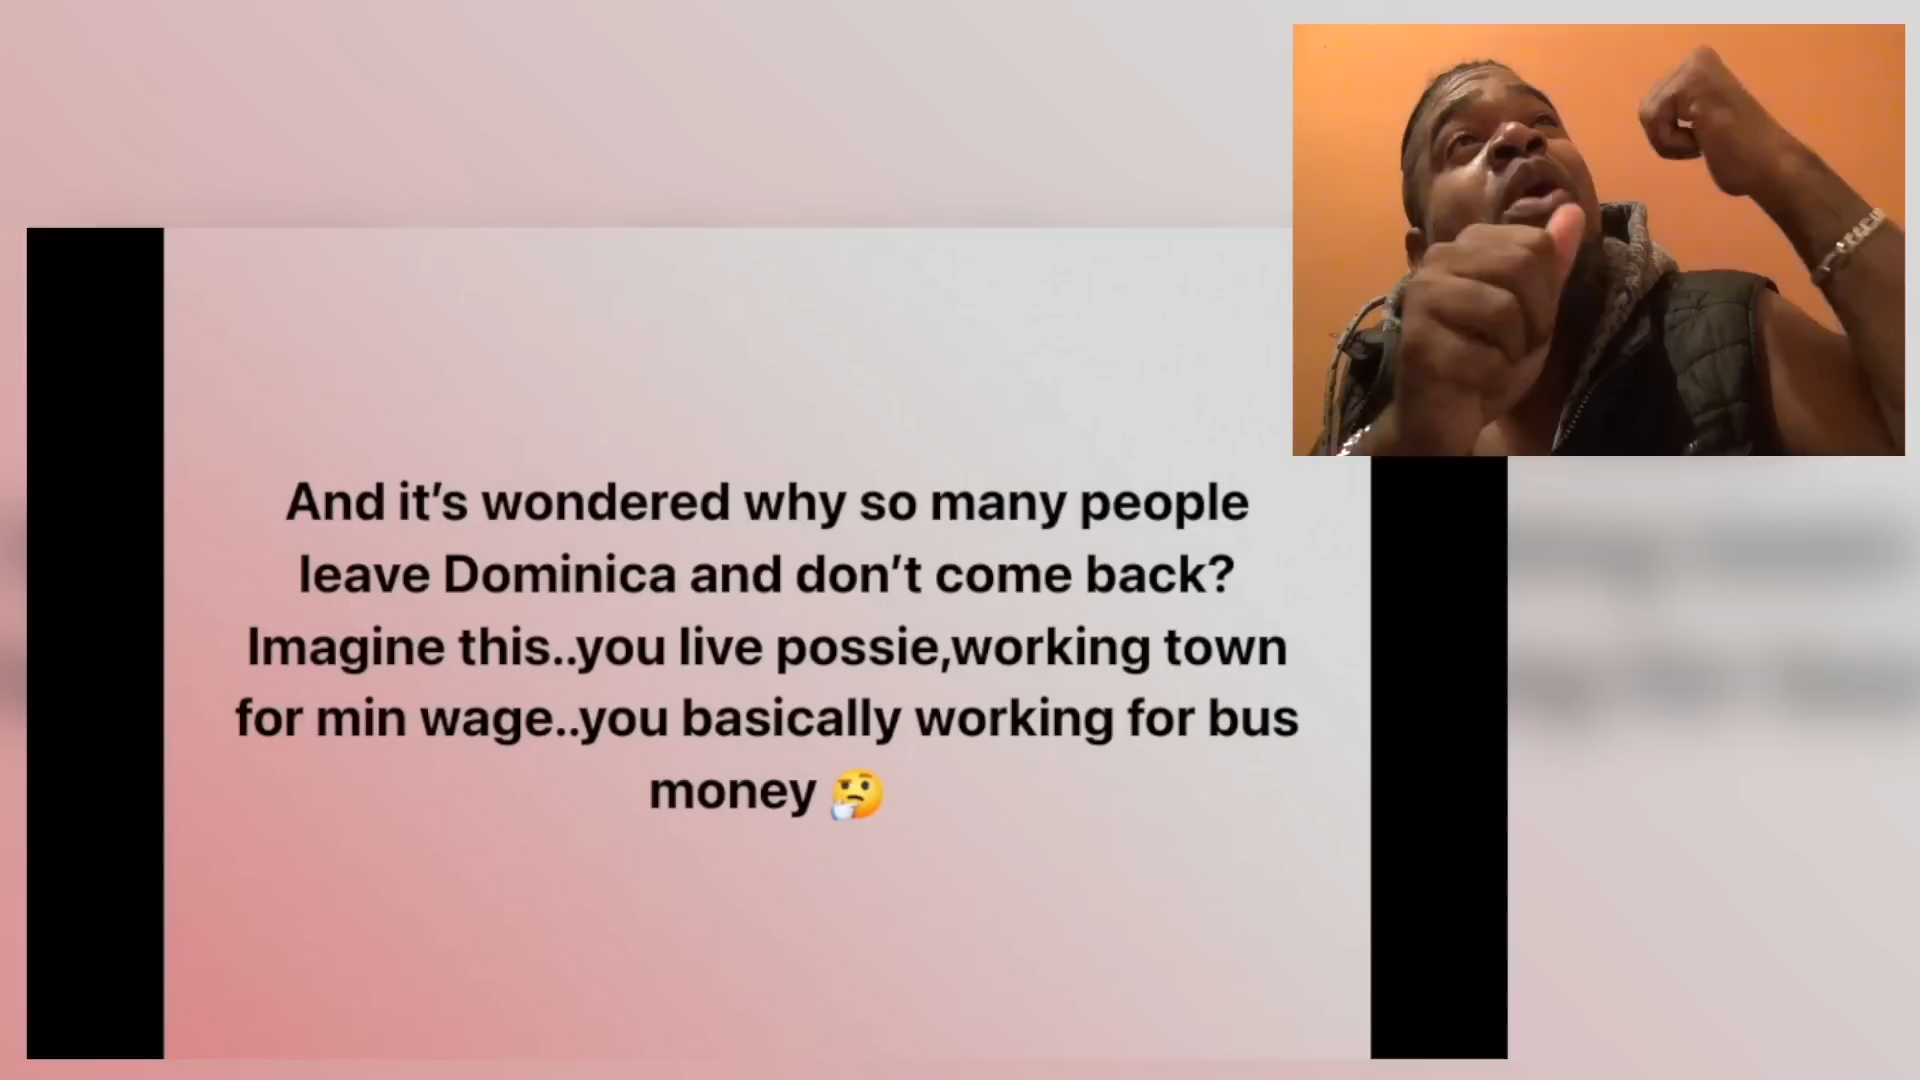 And it’s wondered why so many people
leave Dominica and don’t come back?
Imagine this..you live possie,working town
for min wage..you basically working for bus
money 🤔